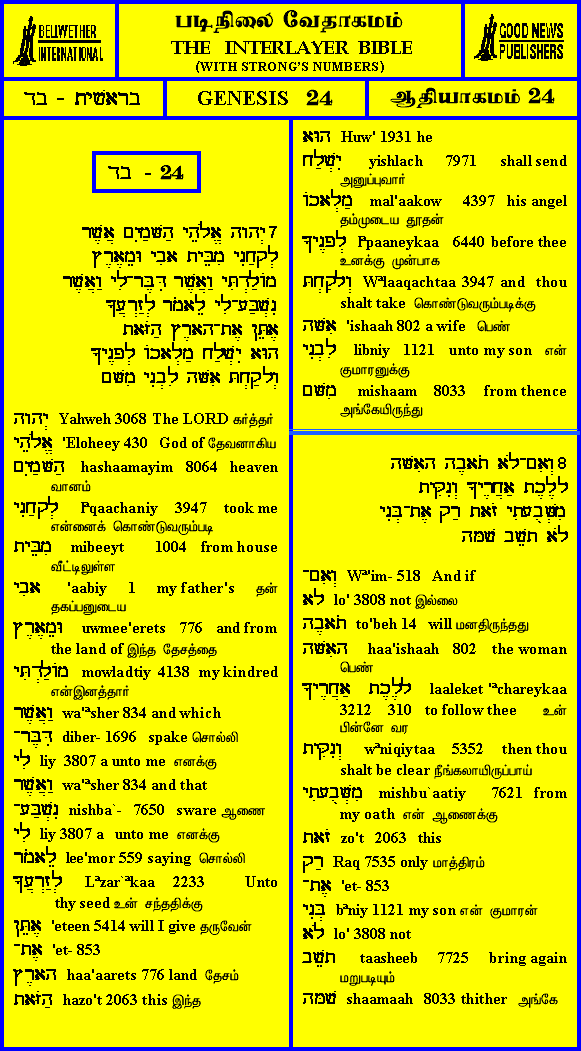 BELLWETHER
INTERNATIONAL
படிநிலை வேதாகமம்
THE INTERLAYER BIBLE
(WITH STRONG'S NUMBERS)
GOOD NEWS
PUBLISHERS
בראשית - בד
GENESIS 24
ஆதியாகமம் 24
בד - 24
7 יְהוָה אֱלֹהֵי הַשָּׁמַיִם אֲשֶׁר
לְקָחַנִי מִבֵּית אָבִי וּמֵאֶרֶץ
מוֹלַדְתִּי וַאֲשֶׁר דִּבֶּר־לִי וַאֲשֶׁר
נִשְׁבַּע־לִי לֵאמֹר לְזַרְעֲךָ
אֶתֵּן אֶת־הָאָרֶץ הַזֹּאת
הוּא יִשְׁלַח מַלְאָכוֹ לְפָנֶיךָ
וְלָקַחְתָּ אִשָּׁה לִבְנִי מִשָּׁם
יְהוָה Yahweh 3068 The LORD கர்த்தர்
אֱלֹהֵי 'Eloheey 430 God of தேவனாகிய
הַשָּׁמַיִם hashaamayim 8064 heaven
வானம்
לְקָחַנִי lᵊqaachaniy 3947 took me
என்னைக் கொண்டுவரும்படி
מִבֵּית mibeeyt 1004 from house
வீட்டிலுள்ள
אָבִי 'aabiy 1 my father's தன்
தகப்பனுடைய
וּמֵאֶרֶץ uwmee'erets 776 and from
the land of இந்த தேசத்தை
מוֹלַדְתִּי mowladtiy 4138 my kindred
என்இனத்தார்
וַאֲשֶׁר wa'ᵃsher 834 and which
דִּבֶּר־ diber- 1696 spake சொல்லி
לִי liy 3807 a unto me எனக்கு
וַאֲשֶׁר wa'ᵃsher 834 and that
נִשְׁבַּע־ nishba`- 7650 sware ஆணை
לִי liy 3807 a unto me எனக்கு
לֵאמֹר lee'mor 559 saying சொல்லி
לְזַרְעֲךָ Lᵊzar`ᵃkaa 2233 Unto
thy seed உன் சந்ததிக்கு
אֶתֵּן 'eteen 5414 will I give தருவேன்
אֶת־ 'et- 853
הָאָרֶץ haa'aarets 776 land தேசம்
הַזֹּאת hazo't 2063 this இந்த
הוּא Huw' 1931 he
יִשְׁלַח yishlach 7971 shall send
அனுப்புவார்
מַלְאָכוֹ mal'aakow 4397 his angel
தம்முடைய தூதன்
לְפָנֶיךָ lᵊpaaneykaa 6440 before thee
உனக்கு முன்பாக
וְלָקַחְתָּ Wᵊlaaqachtaa 3947 and thou
shalt take கொண்டுவரும்படிக்கு
אִשָּׁה 'ishaah 802 a wife பெண்
לִבְנִי libniy 1121 unto my son என்
குமாரனுக்கு
מִשָּׁם mishaam 8033 from thence
அங்கேயிருந்து
8 וְאִם־לֹא תֹאבֶה הָאִשָּׁה
לָלֶכֶת אַחֲרֶיךָ וְנִקִּיתָ
מִשְּׁבֻעָתִי זֹאת רַק אֶת־בְּנִי
לֹא תָשֵׁב שָׁמָּה
וְאִם־ Wᵊ'im- 518 And if
לֹא lo' 3808 not இல்லை
תֹאבֶה to'beh 14 will மனதிருந்தது
הָאִשָּׁה haa'ishaah 802 the woman
பெண்
לָלֶכֶת אַחֲרֶיךָ laaleket 'ᵃchareykaa
3212 310 to follow thee உன்
பின்னே வர
וְנִקִּיתָ wᵊniqiytaa 5352 then thou
shalt be clear நீங்கலாயிருப்பாய்
מִשְּׁבֻעָתִי mishbu`aatiy 7621 from
my oath என் ஆணைக்கு
זֹאת zo't 2063 this
רַק Raq 7535 only மாத்திரம்
אֶת־ 'et- 853
בְּנִי bᵊniy 1121 my son என் குமாரன்
לֹא lo' 3808 not
תָשֵׁב taasheeb 7725 bring again
மறுபடியும்
שָׁמָּה shaamaah 8033 thither அங்கே